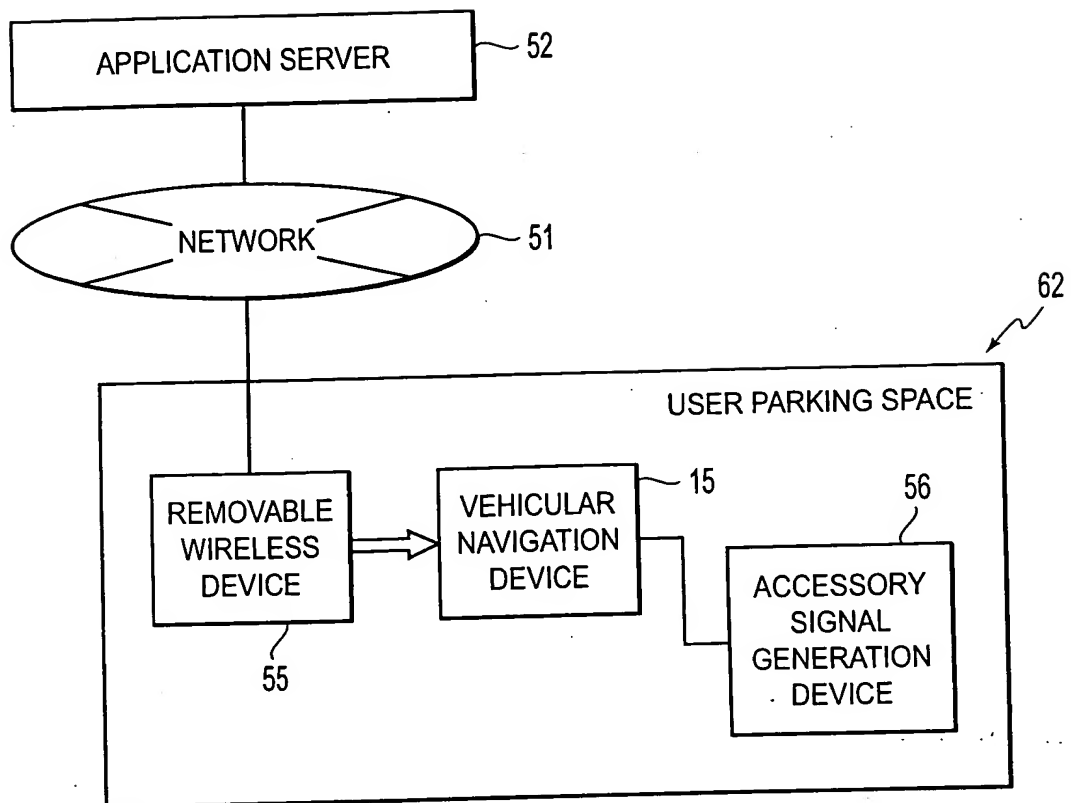 APPLICATION SERVER
52
NETWORK
51
62
USER PARKING SPACE
REMOVABLE
WIRELESS
DEVICE
55
VEHICULAR
NAVIGATION
DEVICE
15
56
ACCESSORY
SIGNAL
GENERATION
DEVICE